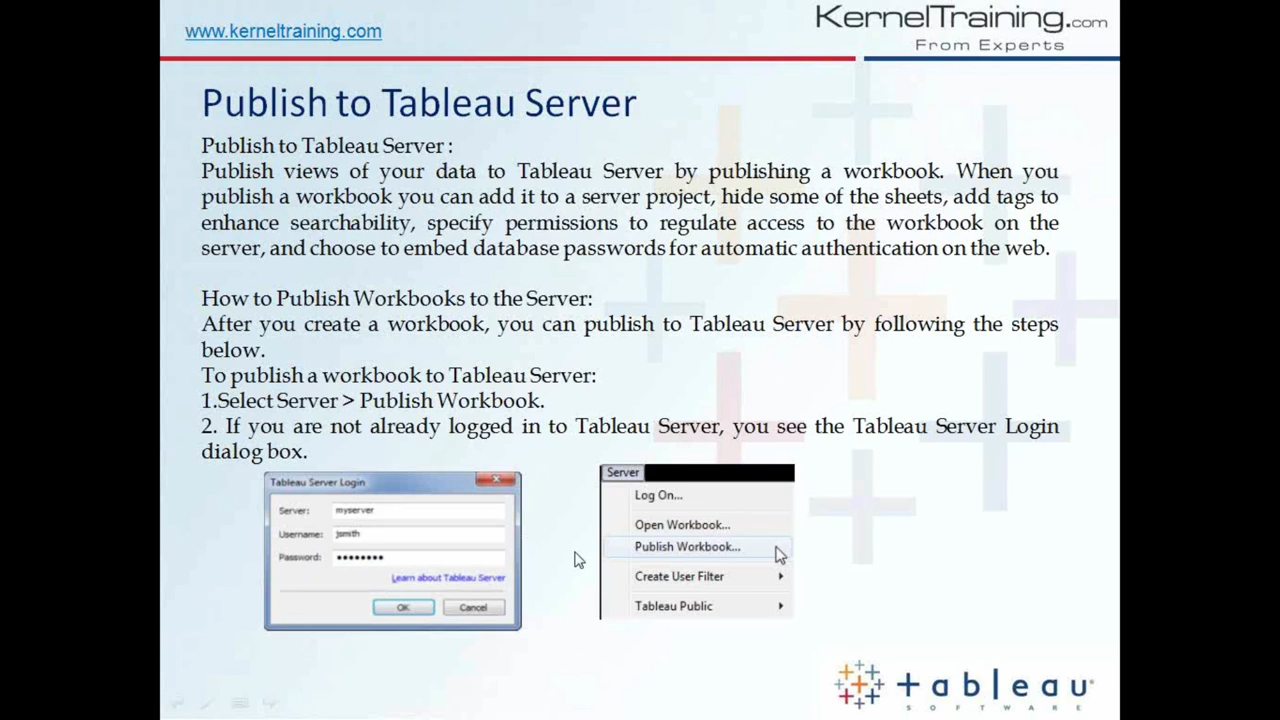 www.kerneltraining.com
KernelTraining.com
From Experts
Publish to Tableau Server
Publish to Tableau Server :
Publish views of your data to Tableau Server by publishing a workbook. When you
publish a workbook you can add it to a server project, hide some of the sheets, add tags to
enhance searchability, specify permissions to regulate access to the workbook on the
server, and choose to embed database passwords for automatic authentication on the web.
How to Publish Workbooks to the Server:
After you create a workbook, you can publish to Tableau Server by following the steps
below.
To publish a workbook to Tableau Server:
1.Select Server > Publish Workbook.
2. If you are not already logged in to Tableau Server, you see the Tableau Server Login
dialog box.
Tableau Server Login
Server: myserver
Username: jsmith
Password: ••••••••
Learn about Tableau Server
OK Cancel
Server
Log On...
Open Workbook...
Publish Workbook...
Create User Filter
Tableau Public
+ableau®
SOFTWARE